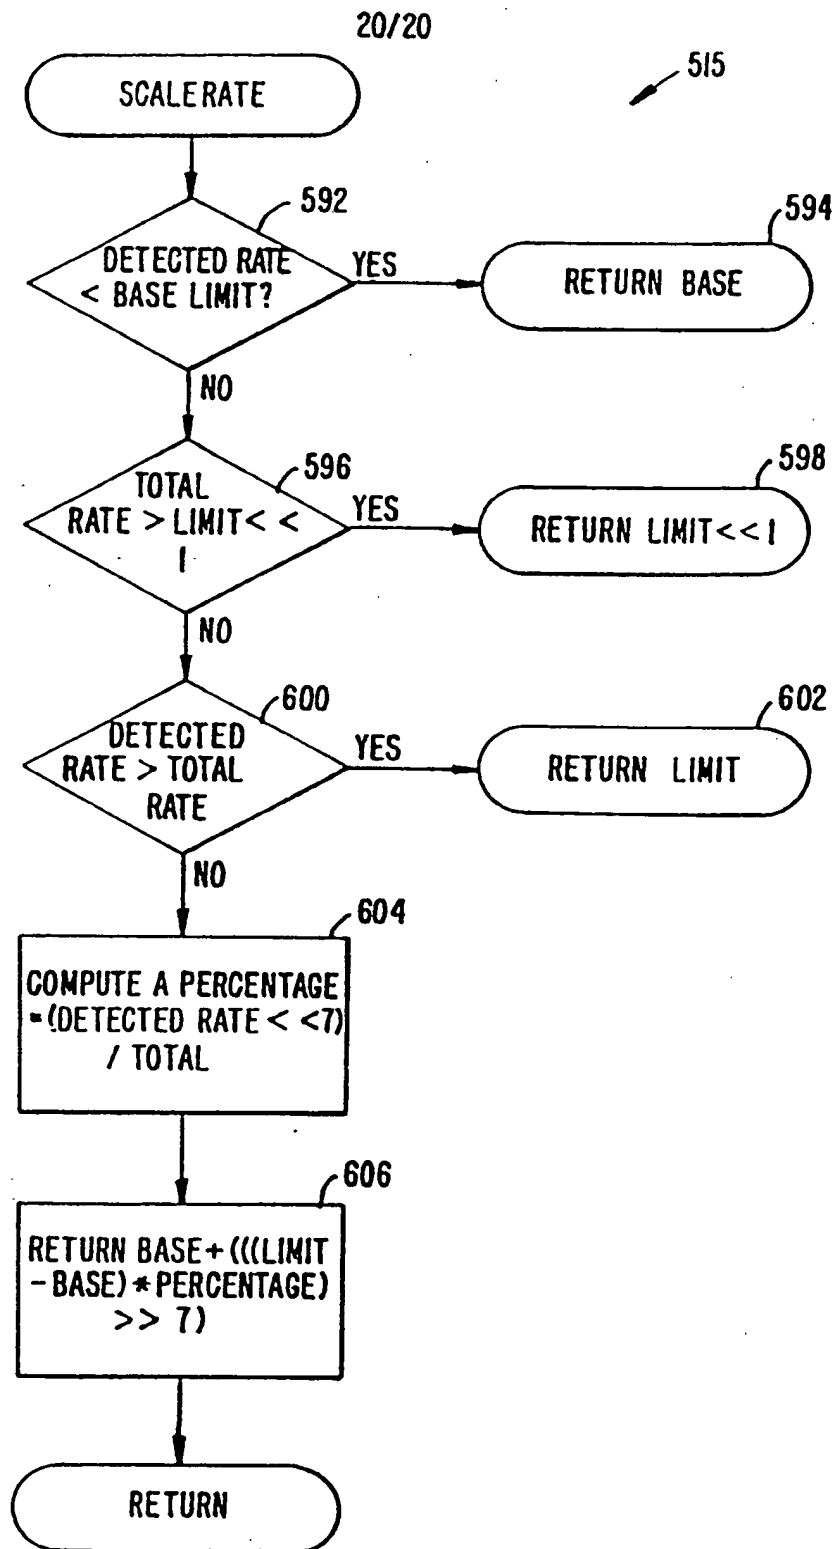 20/20
515
SCALERATE
592
DETECTED RATE
< BASE LIMIT?
YES
594
RETURN BASE
NO
596
TOTAL
RATE > LIMIT< <
1
YES
598
RETURN LIMIT<<1
NO
600
DETECTED
RATE > TOTAL
RATE
YES
602
RETURN LIMIT
NO
604
COMPUTE A PERCENTAGE
=(DETECTED RATE < <7)
/ TOTAL
606
RETURN BASE+(((LIMIT
-BASE)*PERCENTAGE)
>> 7)
RETURN